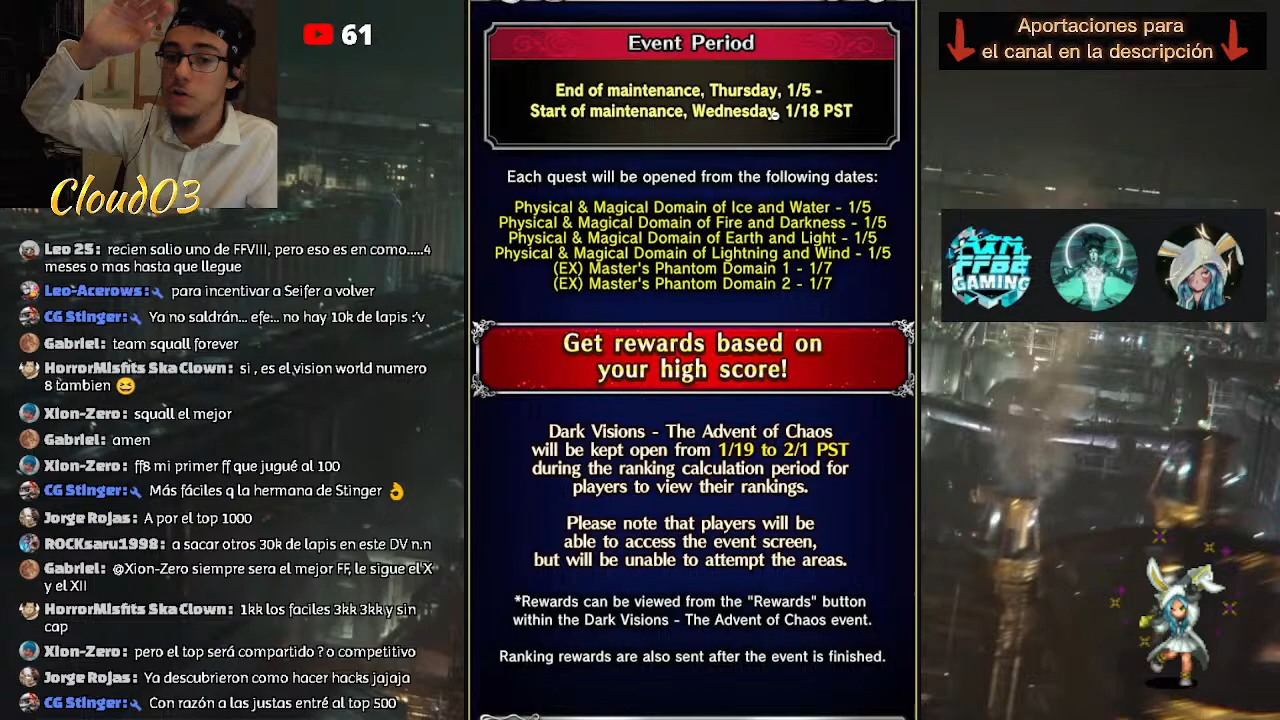 61
Cloud03
Leo 25: recien salio uno de FFVIII, pero eso es en como.....4
meses o mas hasta que llegue
Leo-Acerows: para incentivar a Seifer a volver
CG Stinger: Ya no saldrán... efe... no hay 10k de lapis :'v
Gabriel: team squall forever
HorrorMisfits Ska Clown: si , es el vision world numero
8 tambien 😆
Xion-Zero: squall el mejor
Gabriel: amen
Xion-Zero: ff8 mi primer ff que jugué al 100
CG Stinger: Más fáciles q la hermana de Stinger 👌
Jorge Rojas: A por el top 1000
ROCKsaru1998: a sacar otros 30k de lapis en este DV n.n
Gabriel: @Xion-Zero siempre sera el mejor FF, le sigue el X
y el XII
HorrorMisfits Ska Clown: 1kk los faciles 3kk 3kk y sin
cap
Xion-Zero: pero el top será compartido ? o competitivo
Jorge Rojas: Ya descubrieron como hacer hacks jajaja
CG Stinger: Con razón a las justas entré al top 500
Event Period
End of maintenance, Thursday, 1/5 -
Start of maintenance, Wednesday, 1/18 PST
Each quest will be opened from the following dates:
Physical & Magical Domain of Ice and Water - 1/5
Physical & Magical Domain of Fire and Darkness - 1/5
Physical & Magical Domain of Earth and Light - 1/5
Physical & Magical Domain of Lightning and Wind - 1/5
(EX) Master's Phantom Domain 1 - 1/7
(EX) Master's Phantom Domain 2 - 1/7
Get rewards based on
your high score!
Dark Visions - The Advent of Chaos
will be kept open from 1/19 to 2/1 PST
during the ranking calculation period for
players to view their rankings.
Please note that players will be
able to access the event screen,
but will be unable to attempt the areas.
*Rewards can be viewed from the "Rewards" button
within the Dark Visions - The Advent of Chaos event.
Ranking rewards are also sent after the event is finished.
Aportaciones para
el canal en la descripción
FFBE
GAMING